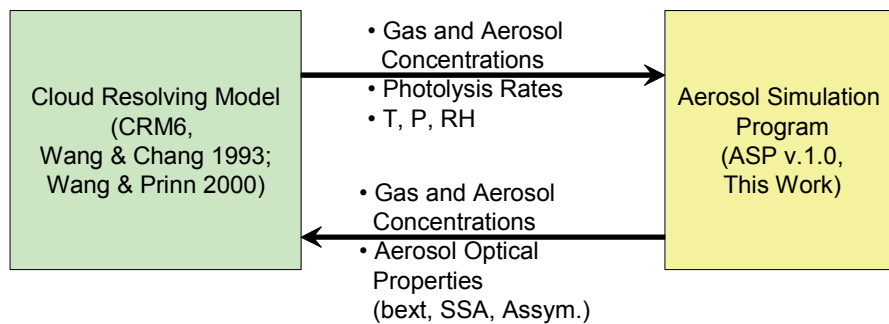 Cloud Resolving Model
(CRM6,
Wang & Chang 1993;
Wang & Prinn 2000)
• Gas and Aerosol
Concentrations
• Photolysis Rates
• T, P, RH
• Gas and Aerosol
Concentrations
• Aerosol Optical
Properties
(bext, SSA, Assym.)
Aerosol Simulation
Program
(ASP v.1.0,
This Work)